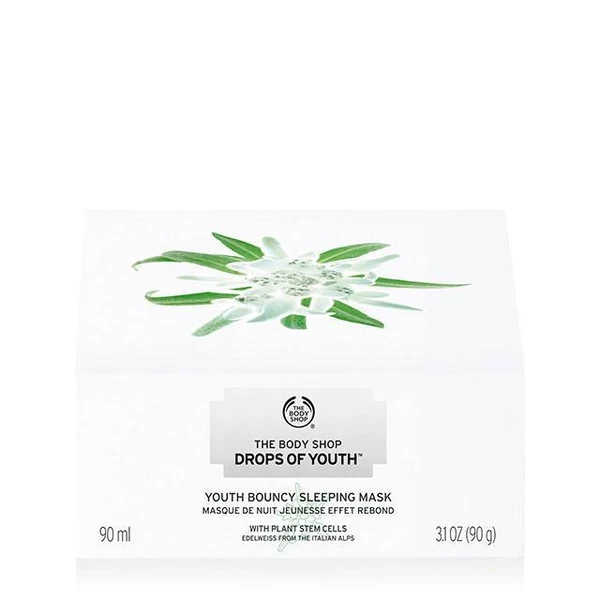 THE
BODY
SHOP®
THE BODY SHOP
DROPS OF YOUTH™
YOUTH BOUNCY SLEEPING MASK
MASQUE DE NUIT JEUNESSE EFFET REBOND
WITH PLANT STEM CELLS
EDELWEISS FROM THE ITALIAN ALPS
90 ml
3.1 OZ (90 g)